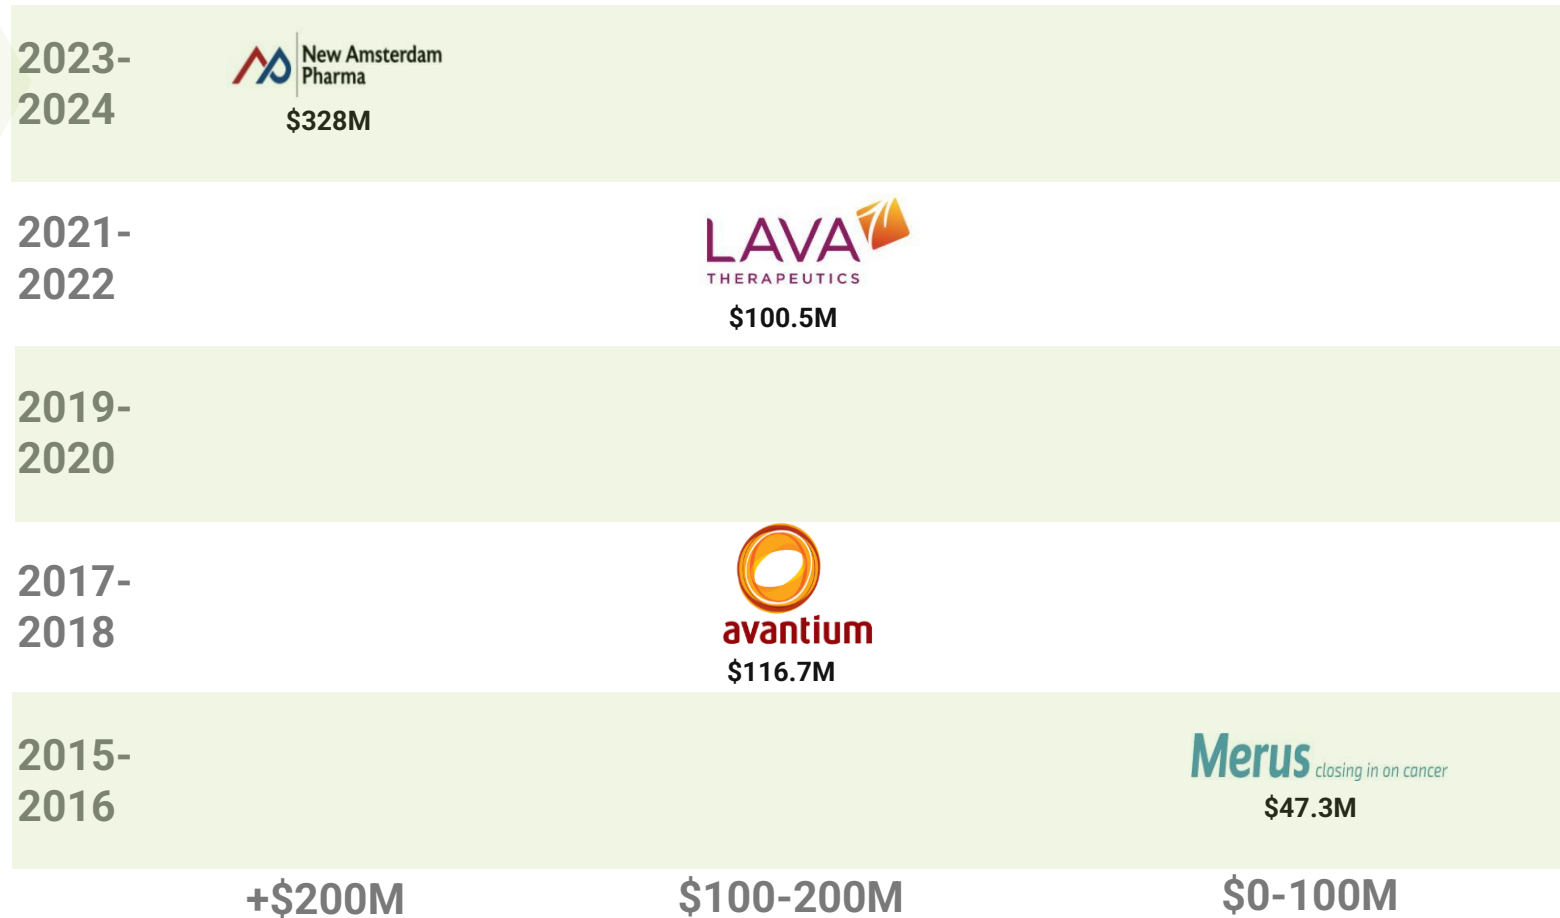 2023-
2024
New Amsterdam
Pharma
$328M
2021-
2022
LAVA
THERAPEUTICS
$100.5M
2019-
2020
2017-
2018
avantium
$116.7M
2015-
2016
Merus closing in on cancer
$47.3M
+$200M
$100-200M
$0-100M